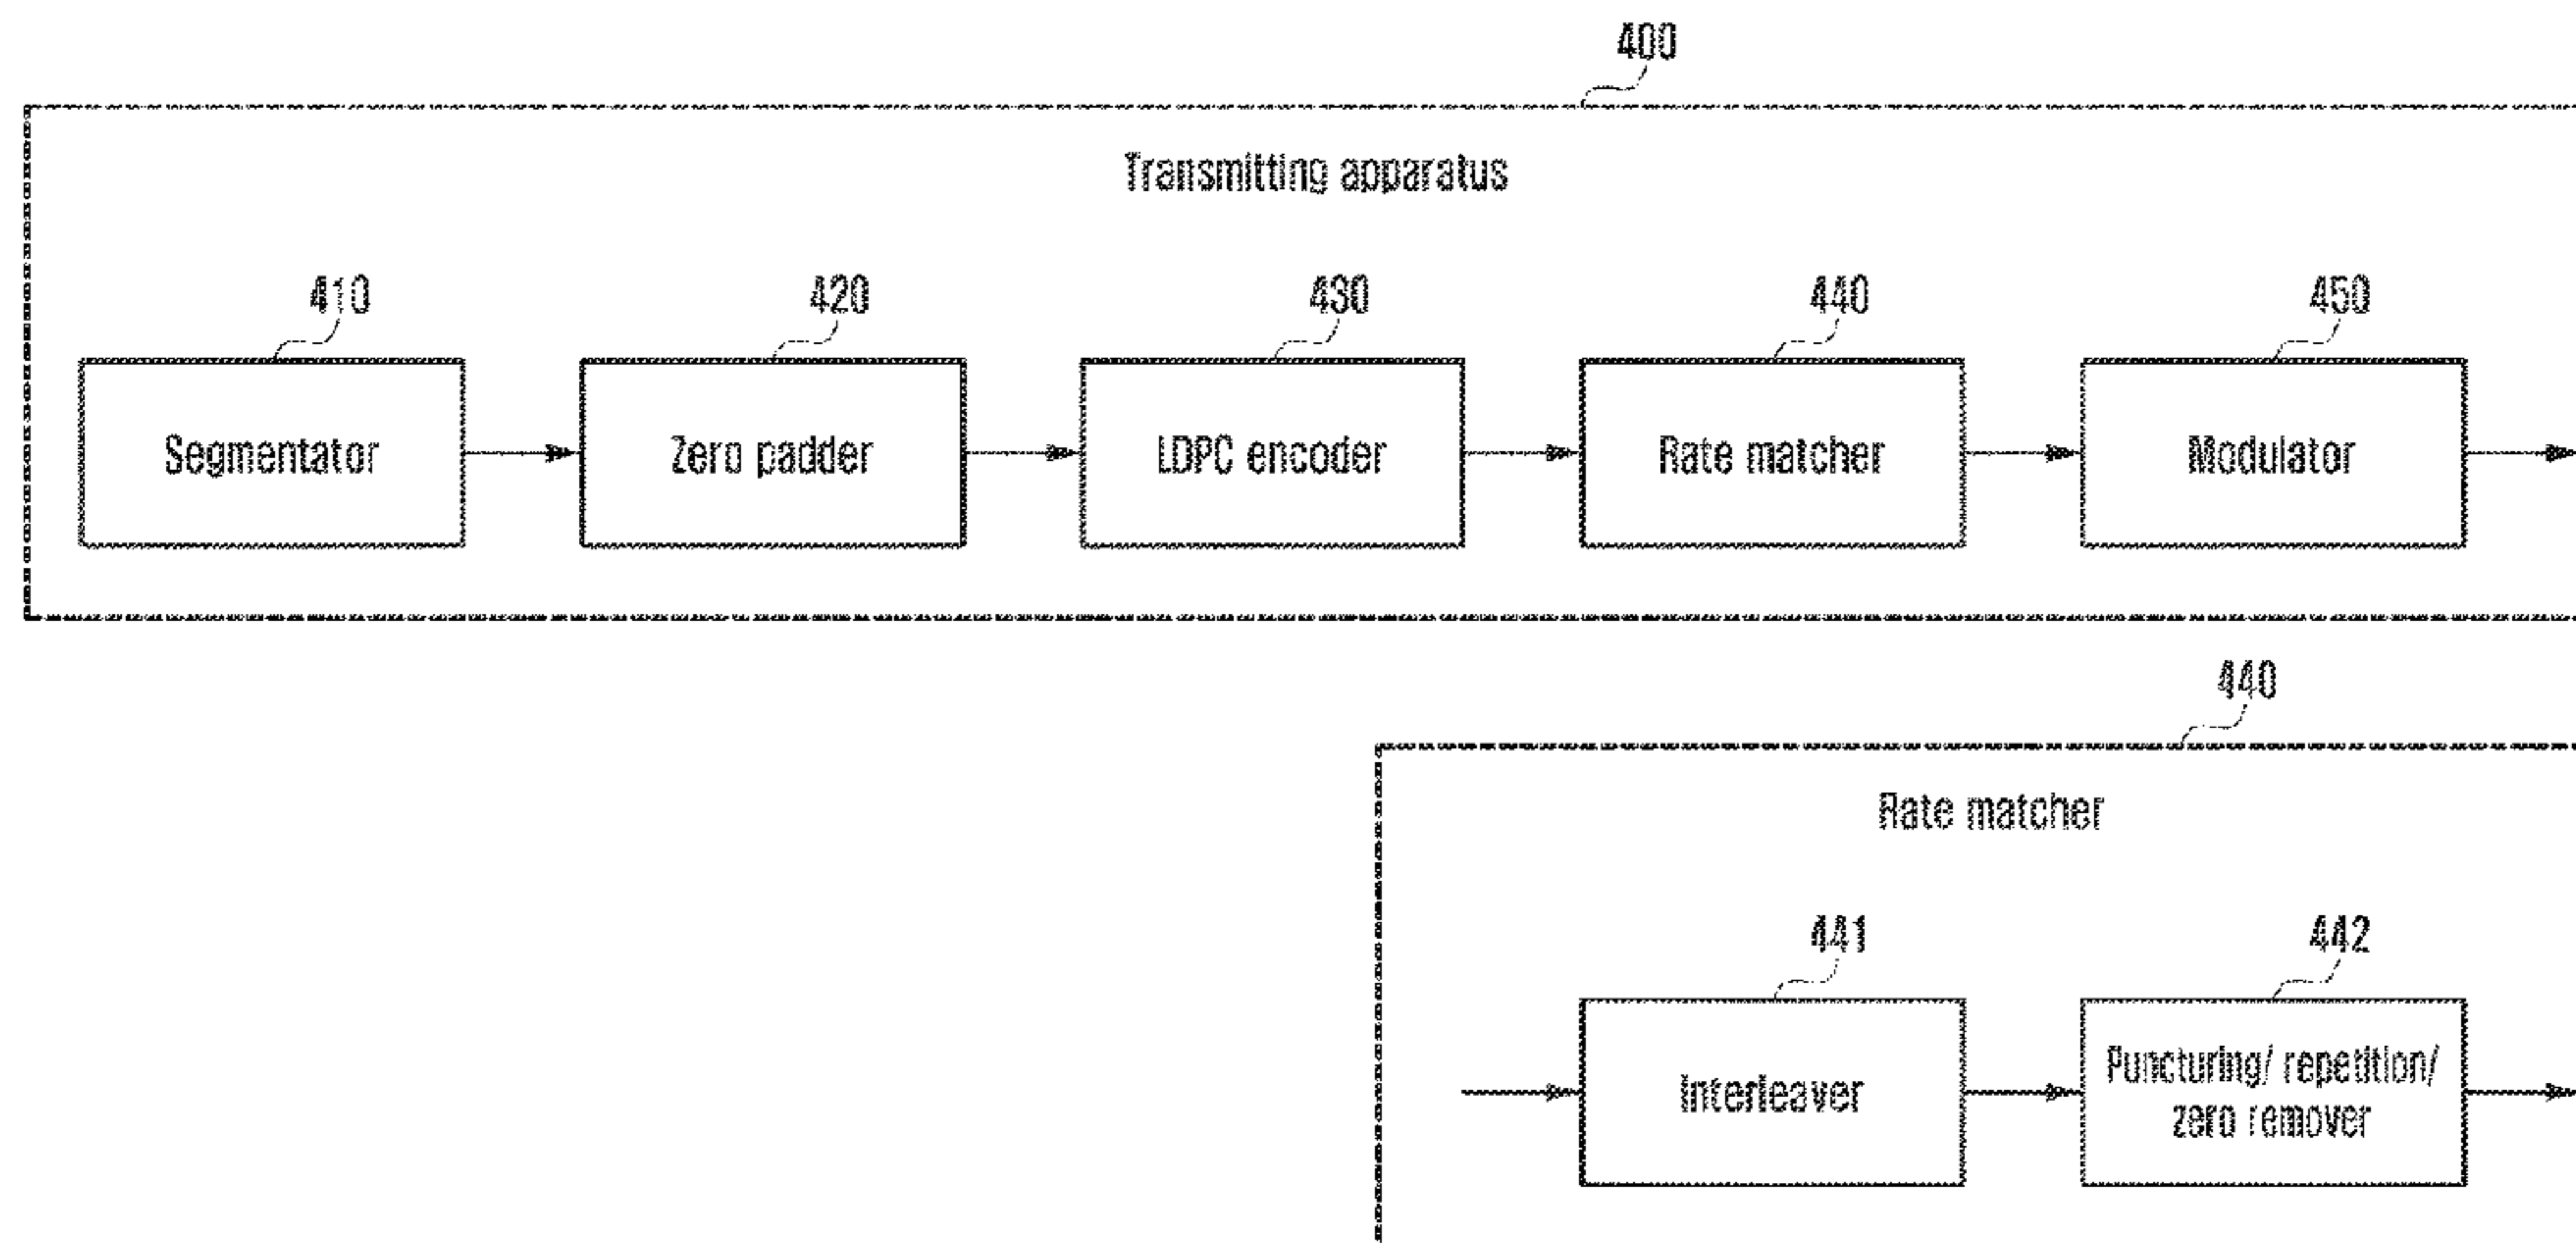 400
Transmitting apparatus
410
420
430
440
450
Segmentator
Zero padder
LDPC encoder
Rate matcher
Modulator
440
Rate matcher
441
442
Interleaver
Puncturing/ repetition/
zero remover